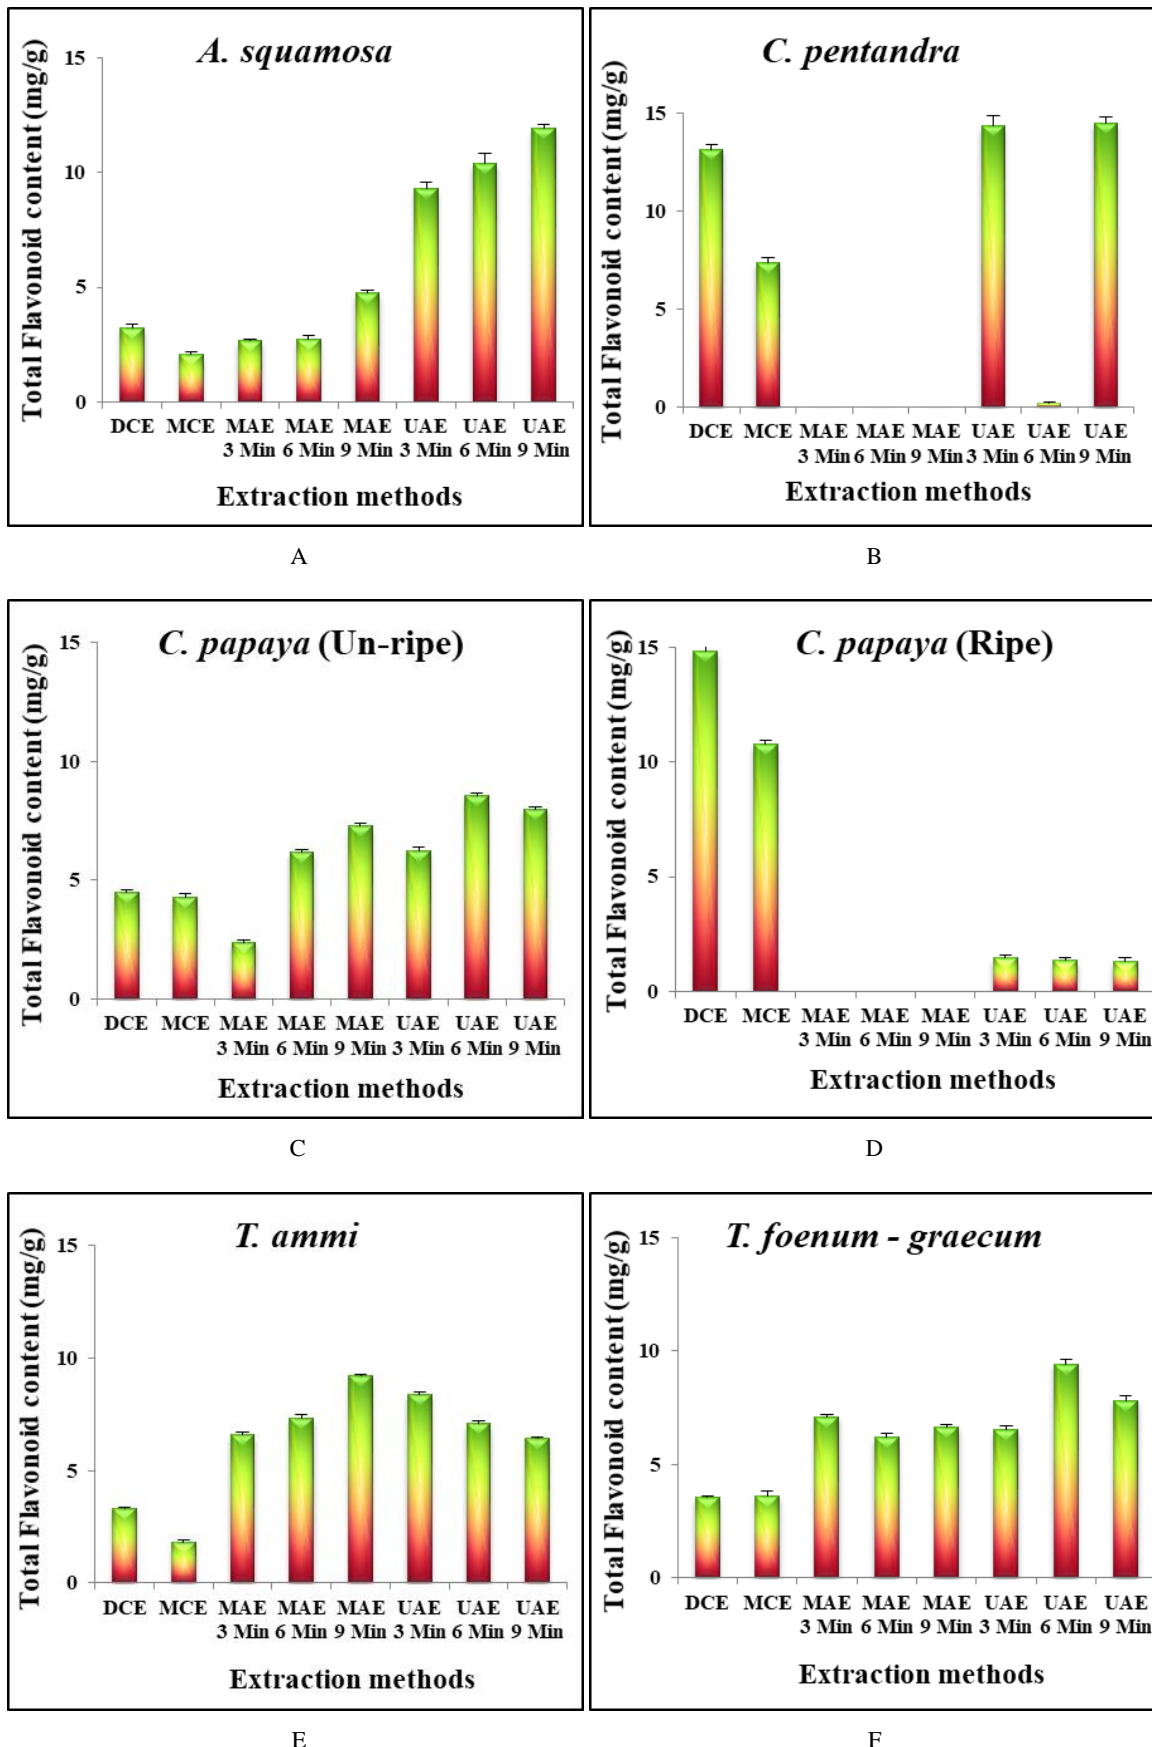 A. squamosa
Total Flavonoid content (mg/g)
15
10
5
0
DCE MCE MAE MAE MAE UAE UAE UAE
3 Min 6 Min 9 Min 3 Min 6 Min 9 Min
Extraction methods
A
C. pentandra
Total Flavonoid content (mg/g)
15
10
5
0
DCE MCE MAE MAE MAE UAE UAE UAE
3 Min 6 Min 9 Min 3 Min 6 Min 9 Min
Extraction methods
B
C. papaya (Un-ripe)
Total Flavonoid content (mg/g)
15
10
5
0
DCE MCE MAE MAE MAE UAE UAE UAE
3 Min 6 Min 9 Min 3 Min 6 Min 9 Min
Extraction methods
C
C. papaya (Ripe)
Total Flavonoid content (mg/g)
15
10
5
0
DCE MCE MAE MAE MAE UAE UAE UAE
3 Min 6 Min 9 Min 3 Min 6 Min 9 Min
Extraction methods
D
T. ammi
Total Flavonoid content (mg/g)
15
10
5
0
DCE MCE MAE MAE MAE UAE UAE UAE
3 Min 6 Min 9 Min 3 Min 6 Min 9 Min
Extraction methods
E
T. foenum - graecum
Total Flavonoid content (mg/g)
15
10
5
0
DCE MCE MAE MAE MAE UAE UAE UAE
3 Min 6 Min 9 Min 3 Min 6 Min 9 Min
Extraction methods
F